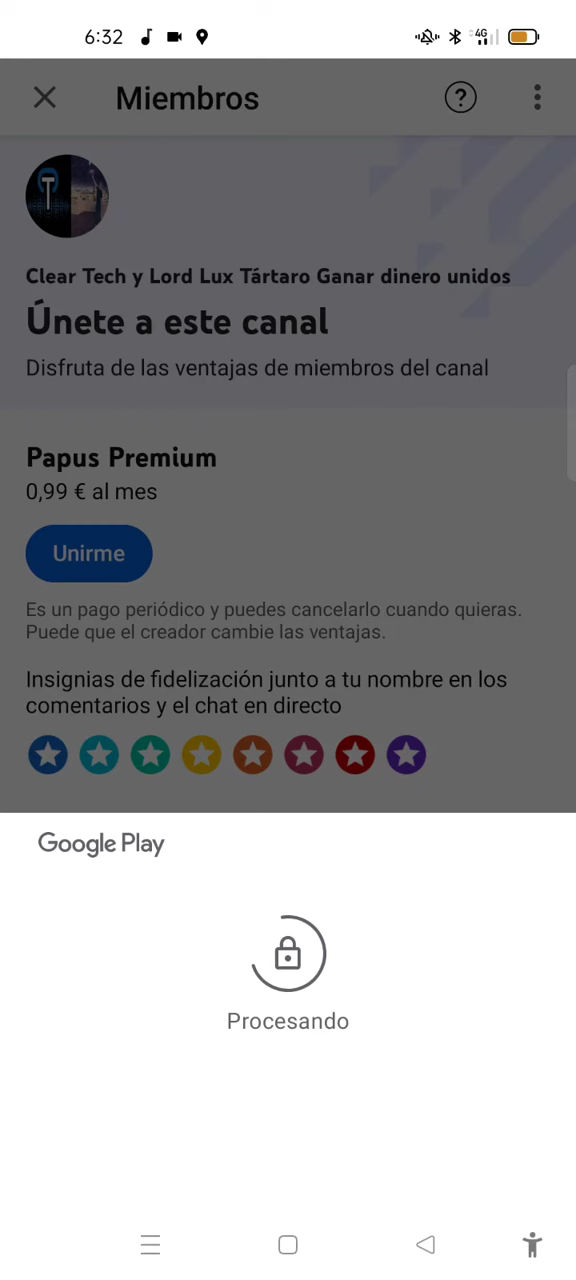 6:32
4G
Miembros
Clear Tech y Lord Lux Tártaro Ganar dinero unidos
Únete a este canal
Disfruta de las ventajas de miembros del canal
Papus Premium
0,99 € al mes
Unirme
Es un pago periódico y puedes cancelarlo cuando quieras.
Puede que el creador cambie las ventajas.
Insignias de fidelización junto a tu nombre en los
comentarios y el chat en directo
Google Play
Procesando